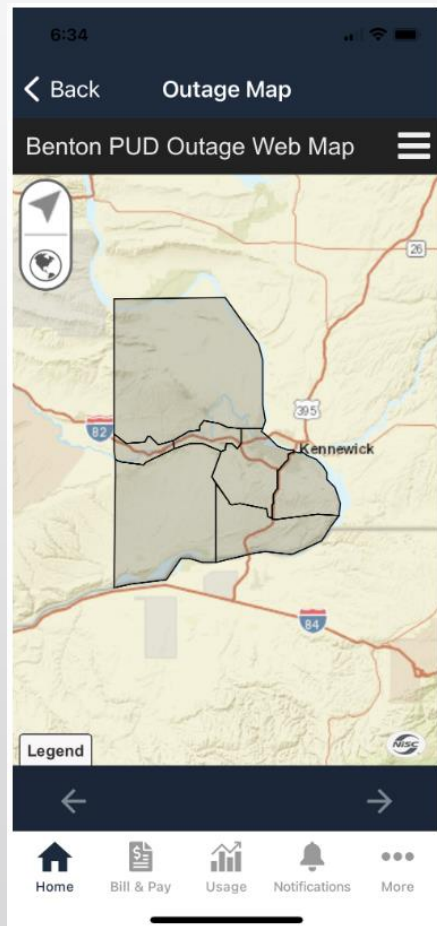 6:34
Back Outage Map
Benton PUD Outage Web Map
26
395
82
Kennewick
84
Legend
NISC
Home Bill & Pay Usage Notifications More